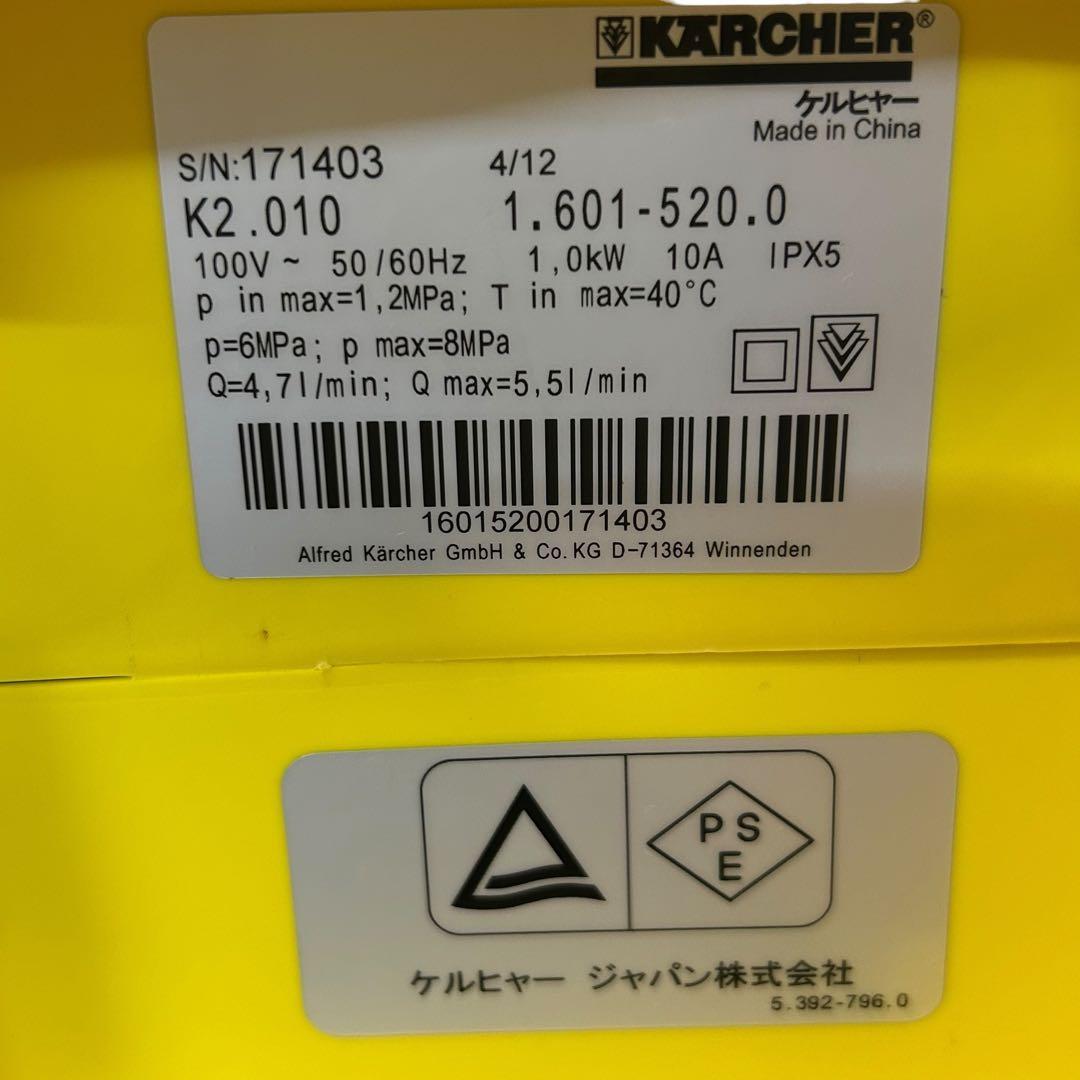 KÄRCHER®
ケルヒャー
Made in China
S/N:171403 4/12
K2.010 1.601-520.0
100V~ 50/60Hz 1,0kW 10A IPX5
p in max=1,2MPa; T in max=40°C
p=6MPa; p max=8MPa
Q=4,7l/min; Q max=5,5l/min
16015200171403
Alfred Kärcher GmbH & Co. KG D-71364 Winnenden
PS
E
ケルヒャー ジャパン株式会社
5.392-796.0